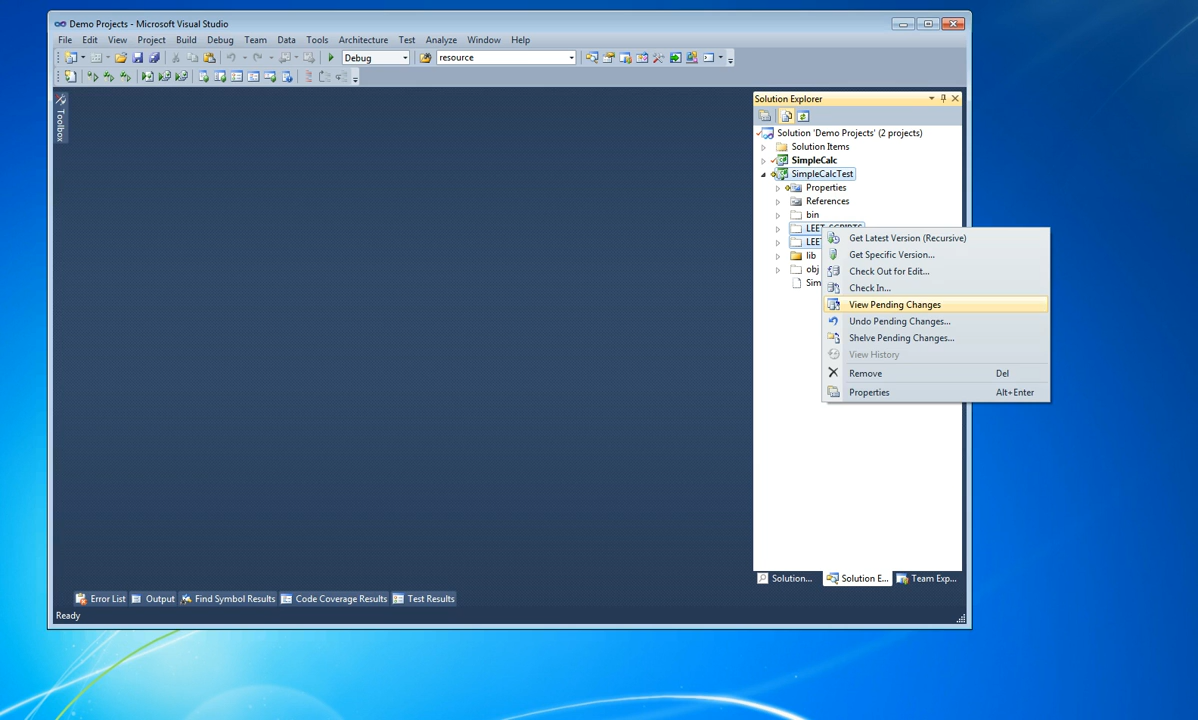 Demo Projects - Microsoft Visual Studio
File Edit View Project Build Debug Team Data Tools Architecture Test Analyze Window Help
Debug resource
Toolbox
Solution Explorer
Solution 'Demo Projects' (2 projects)
Solution Items
SimpleCalc
SimpleCalcTest
Properties
References
bin
LEET
LEET
lib
obj
Sim
Get Latest Version (Recursive)
Get Specific Version...
Check Out for Edit...
Check In...
View Pending Changes
Undo Pending Changes...
Shelve Pending Changes...
View History
Remove Del
Properties Alt+Enter
Solution... Solution E... Team Exp...
Error List Output Find Symbol Results Code Coverage Results Test Results
Ready